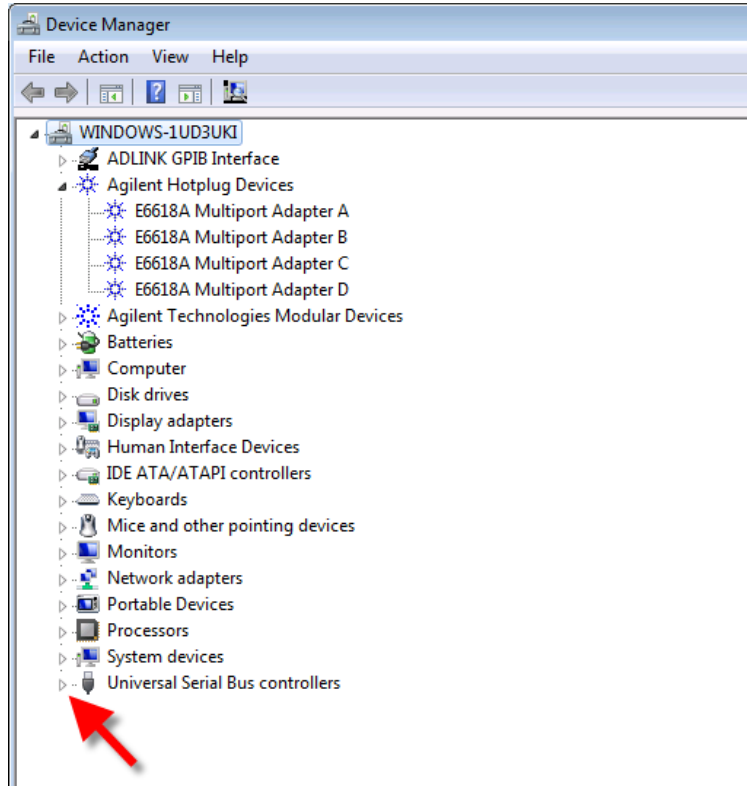 Device Manager
File Action View Help
?
WINDOWS-1UD3UKI
ADLINK GPIB Interface
Agilent Hotplug Devices
E6618A Multiport Adapter A
E6618A Multiport Adapter B
E6618A Multiport Adapter C
E6618A Multiport Adapter D
Agilent Technologies Modular Devices
Batteries
Computer
Disk drives
Display adapters
Human Interface Devices
IDE ATA/ATAPI controllers
Keyboards
Mice and other pointing devices
Monitors
Network adapters
Portable Devices
Processors
System devices
Universal Serial Bus controllers